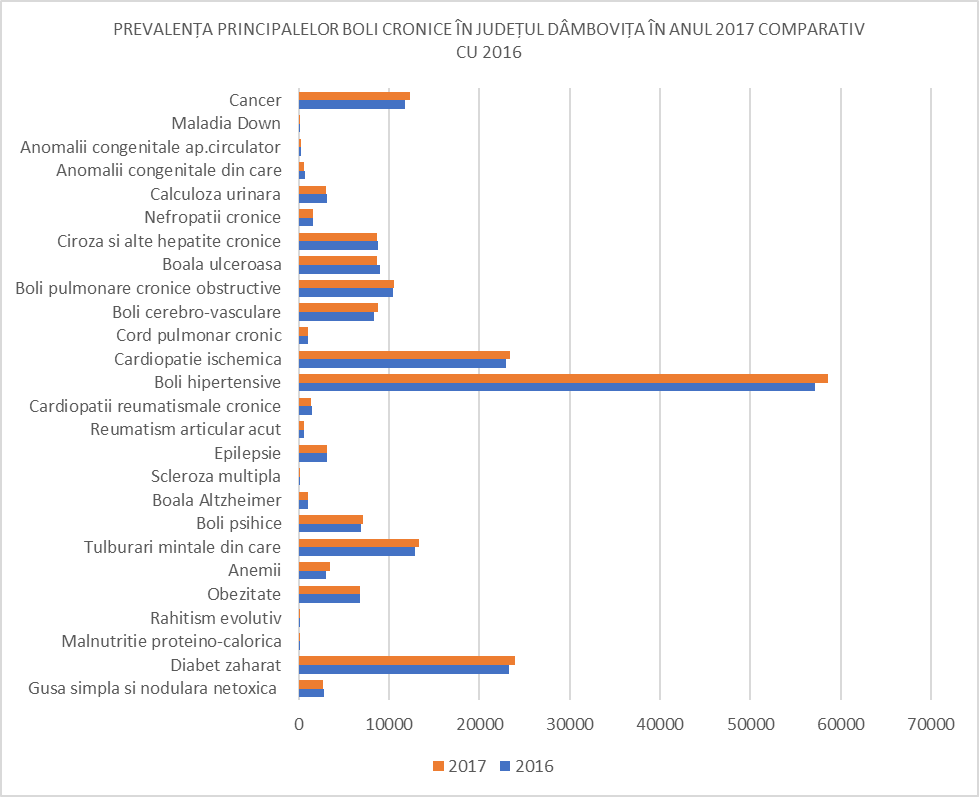 PREVALENȚA PRINCIPALELOR BOLI CRONICE ÎN JUDEȚUL DÂMBOVIȚA ÎN ANUL 2017 COMPARATIV
CU 2016
Cancer
Maladia Down
Anomalii congenitale ap.circulator
Anomalii congenitale din care
Calculoza urinara
Nefropatii cronice
Ciroza si alte hepatite cronice
Boala ulceroasa
Boli pulmonare cronice obstructive
Boli cerebro-vasculare
Cord pulmonar cronic
Cardiopatie ischemica
Boli hipertensive
Cardiopatii reumatismale cronice
Reumatism articular acut
Epilepsie
Scleroza multipla
Boala Altzheimer
Boli psihice
Tulburari mintale din care
Anemii
Obezitate
Rahitism evolutiv
Malnutritie proteino-calorica
Diabet zaharat
Gusa simpla si nodulara netoxica
0 10000 20000 30000 40000 50000 60000 70000
2017 2016